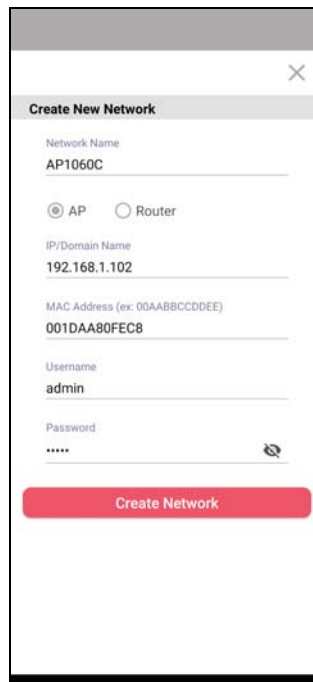 Create New Network
Network Name
AP1060C
AP Router
IP/Domain Name
192.168.1.102
MAC Address (ex: 00AABBCCDDEE)
001DAA80FEC8
Username
admin
Password
•••••
Create Network